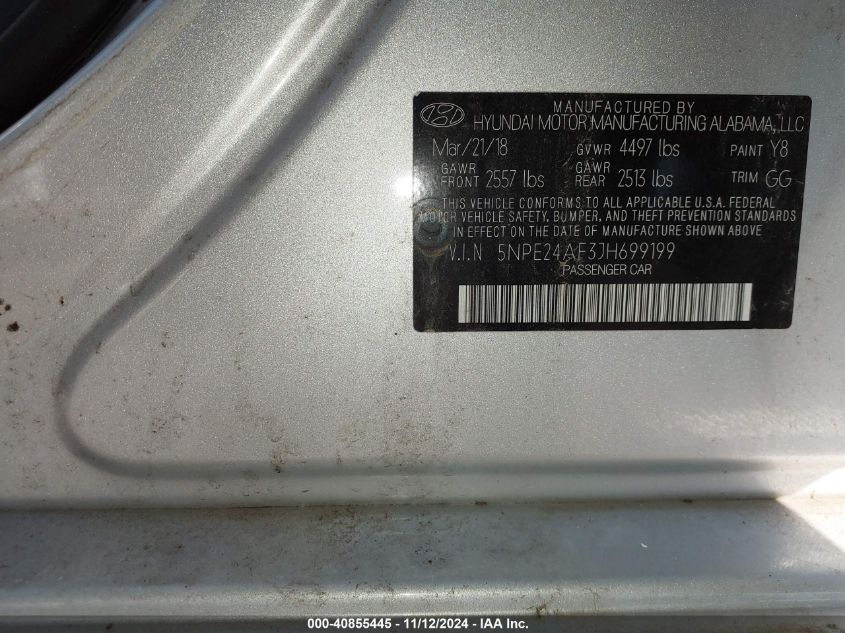 MANUFACTURED BY
HYUNDAI MOTOR MANUFACTURING ALABAMA, LLC
Mar/21/18 GVWR 4497 lbs PAINT Y8
GAWR FRONT 2557 lbs GAWR REAR 2513 lbs TRIM GG
THIS VEHICLE CONFORMS TO ALL APPLICABLE U.S.A. FEDERAL
MOTOR VEHICLE SAFETY, BUMPER, AND THEFT PREVENTION STANDARDS
IN EFFECT ON THE DATE OF MANUFACTURE SHOWN ABOVE.
V.I.N 5NPE24AF3JH699199
PASSENGER CAR
000-40855445 - 11/12/2024 - IAA Inc.